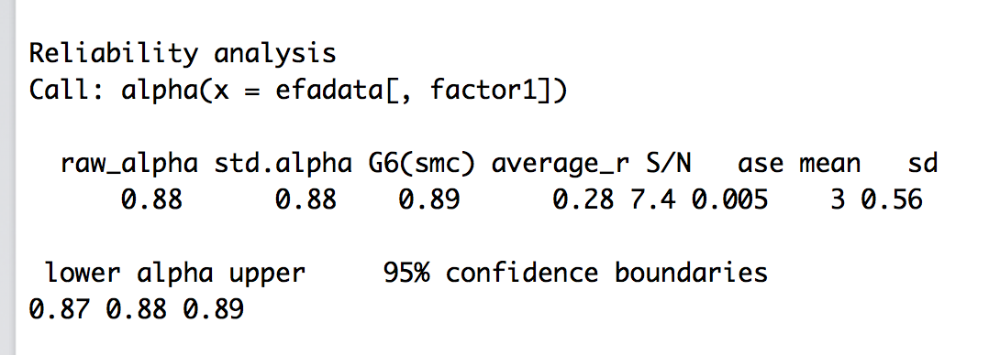 Reliability analysis
Call: alpha(x = efadata[, factor1])
raw_alpha std.alpha G6(smc) average_r S/N ase mean sd
0.88 0.88 0.89 0.28 7.4 0.005 3 0.56
lower alpha upper 95% confidence boundaries
0.87 0.88 0.89